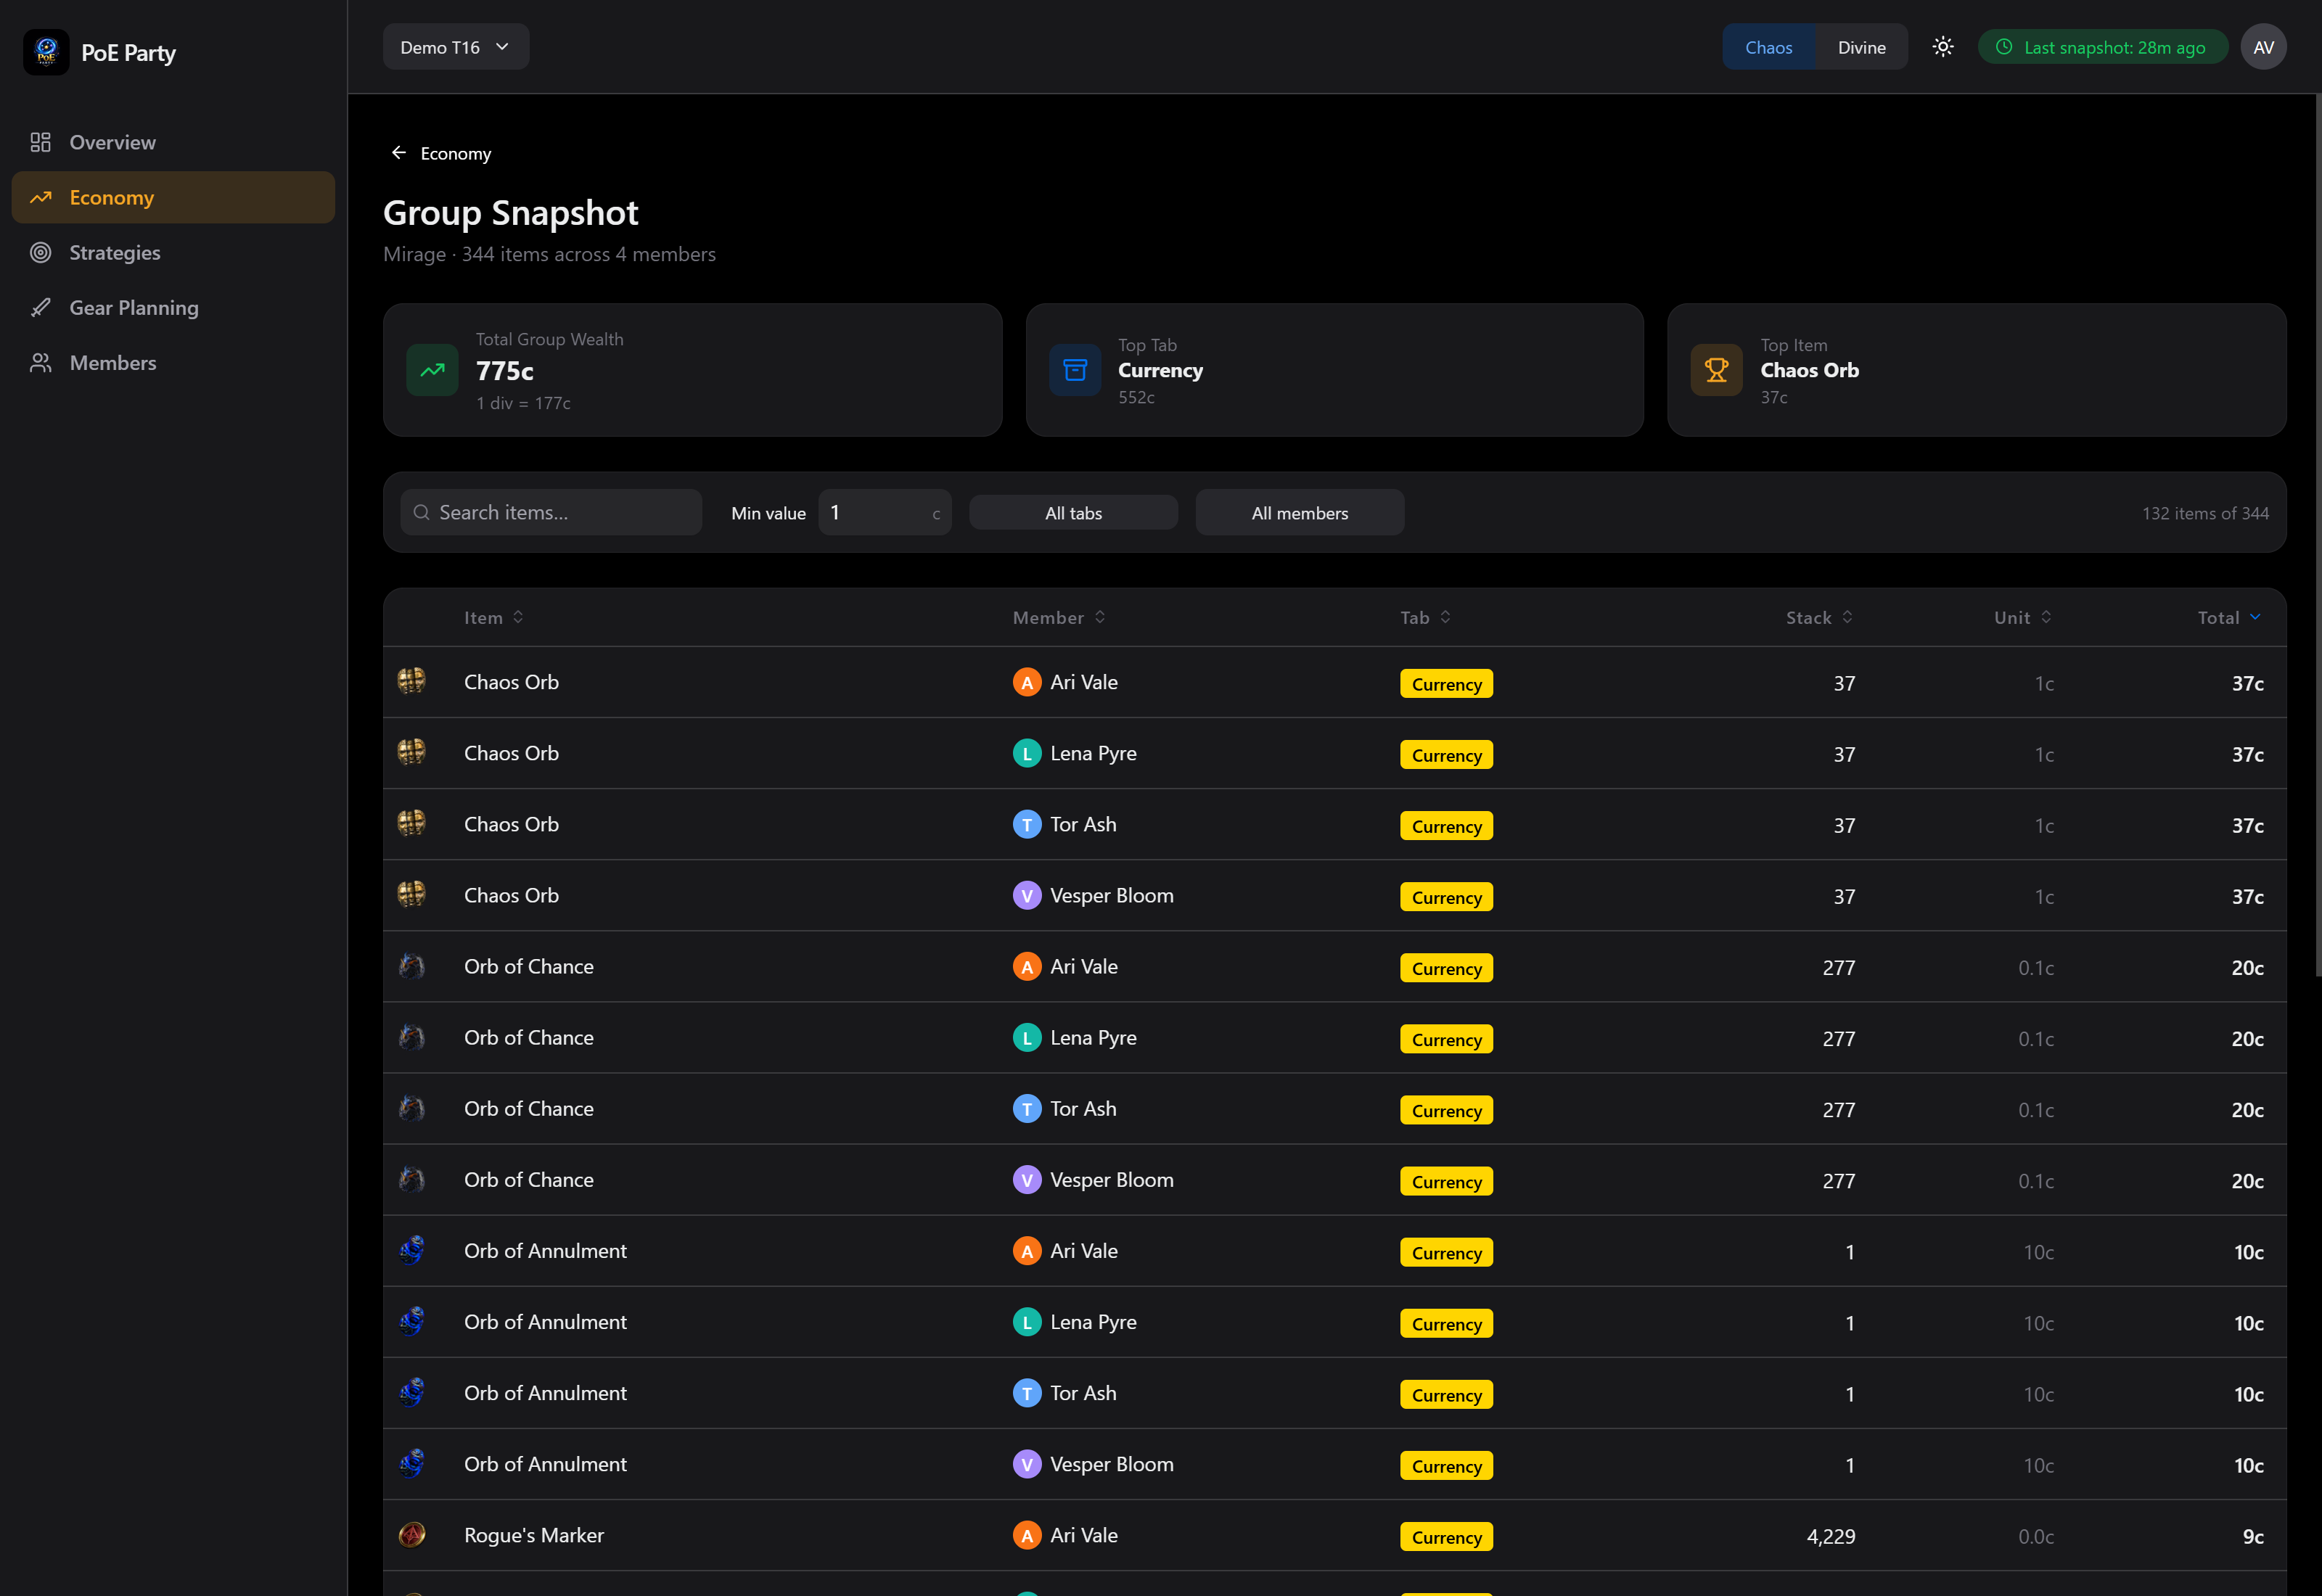 PoE Party
Demo T16
Chaos
Divine
Last snapshot: 28m ago
AV
Overview
Economy
Strategies
Gear Planning
Members
Economy
Group Snapshot
Mirage · 344 items across 4 members
Total Group Wealth
775c
1 div = 177c
Top Tab
Currency
552c
Top Item
Chaos Orb
37c
Search items...
Min value
1
c
All tabs
All members
132 items of 344
Item Member Tab Stack Unit Total
Chaos Orb A Ari Vale Currency 37 1c 37c
Chaos Orb L Lena Pyre Currency 37 1c 37c
Chaos Orb T Tor Ash Currency 37 1c 37c
Chaos Orb V Vesper Bloom Currency 37 1c 37c
Orb of Chance A Ari Vale Currency 277 0.1c 20c
Orb of Chance L Lena Pyre Currency 277 0.1c 20c
Orb of Chance T Tor Ash Currency 277 0.1c 20c
Orb of Chance V Vesper Bloom Currency 277 0.1c 20c
Orb of Annulment A Ari Vale Currency 1 10c 10c
Orb of Annulment L Lena Pyre Currency 1 10c 10c
Orb of Annulment T Tor Ash Currency 1 10c 10c
Orb of Annulment V Vesper Bloom Currency 1 10c 10c
Rogue's Marker A Ari Vale Currency 4,229 0.0c 9c